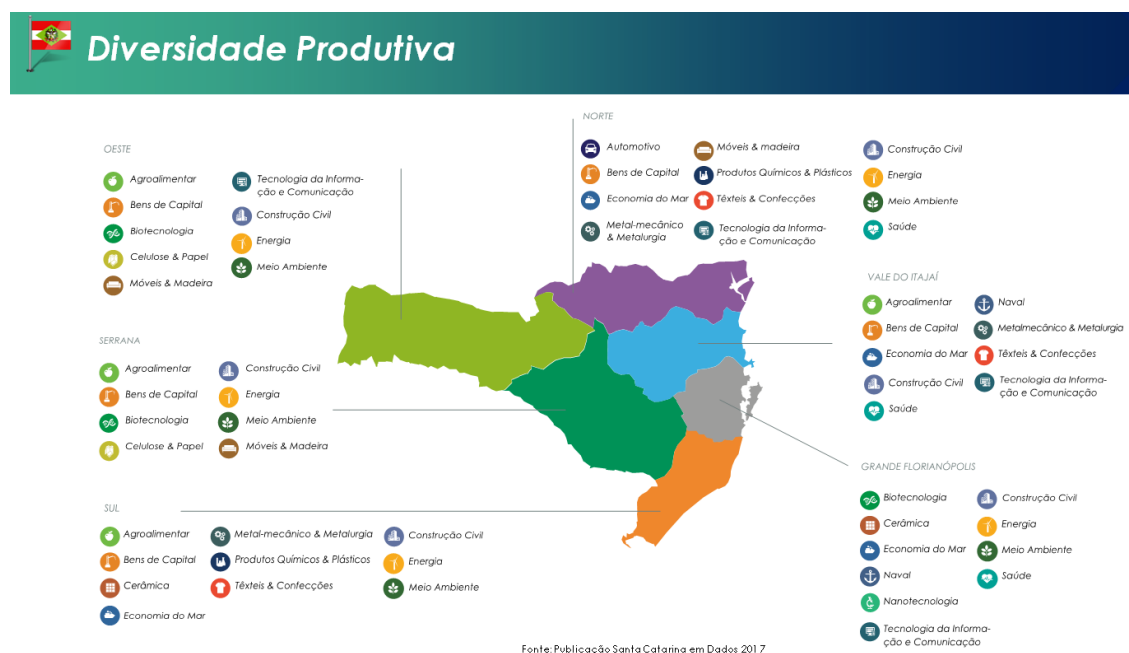 Diversidade Produtiva
NORTE
Automotivo
Bens de Capital
Economia do Mar
Metal-mecânico
& Metalurgia
Móveis & madeira
Produtos Químicos & Plásticos
Têxteis & Confecções
Tecnologia da Informa-
ção e Comunicação
Construção Civil
Energia
Meio Ambiente
Saúde
OESTE
Agroalimentar
Bens de Capital
Biotecnologia
Celulose & Papel
Móveis & Madeira
Tecnologia da Informa-
ção e Comunicação
Construção Civil
Energia
Meio Ambiente
VALE DO ITAJAÍ
Agroalimentar
Bens de Capital
Economia do Mar
Construção Civil
Saúde
Naval
Metalmecânico & Metalurgia
Têxteis & Confecções
Tecnologia da Informa-
ção e Comunicação
SERRANA
Agroalimentar
Bens de Capital
Biotecnologia
Celulose & Papel
Construção Civil
Energia
Meio Ambiente
Móveis & Madeira
GRANDE FLORIANÓPOLIS
Biotecnologia
Cerâmica
Economia do Mar
Naval
Nanotecnologia
Tecnologia da Informa-
ção e Comunicação
Construção Civil
Energia
Meio Ambiente
Saúde
SUL
Agroalimentar
Bens de Capital
Cerâmica
Economia do Mar
Metal-mecânico & Metalurgia
Produtos Químicos & Plásticos
Têxteis & Confecções
Construção Civil
Energia
Meio Ambiente
Fonte: Publicação Santa Catarina em Dados 2017